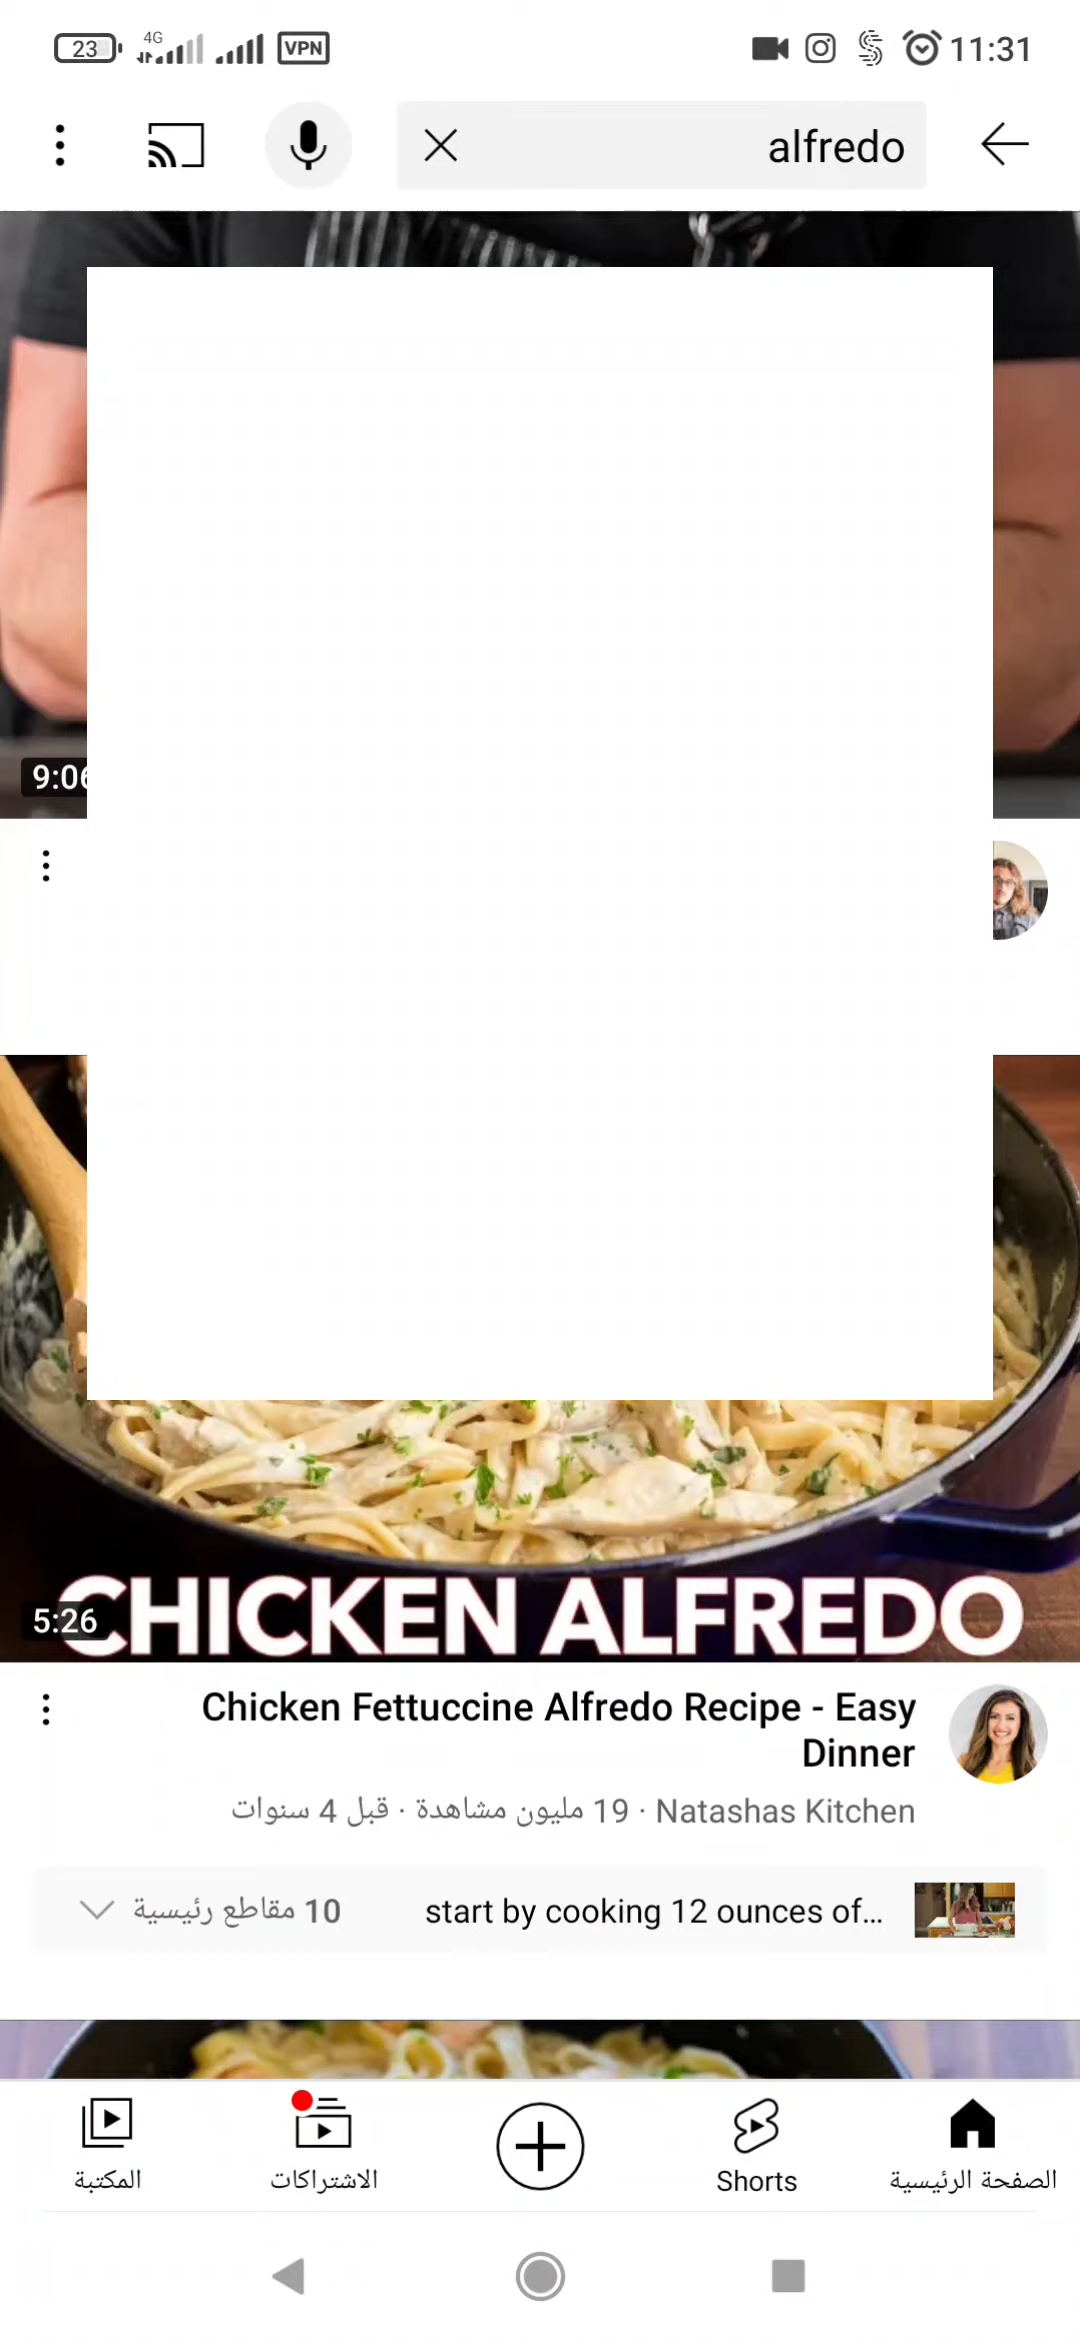 23 4G VPN 11:31
alfredo
9:06
CHICKEN ALFREDO
5:26
Chicken Fettuccine Alfredo Recipe - Easy
Dinner
Natashas Kitchen · 19 مليون مشاهدة · قبل 4 سنوات
start by cooking 12 ounces of...
10 مقاطع رئيسية
الصفحة الرئيسية
Shorts
الاشتراكات
المكتبة